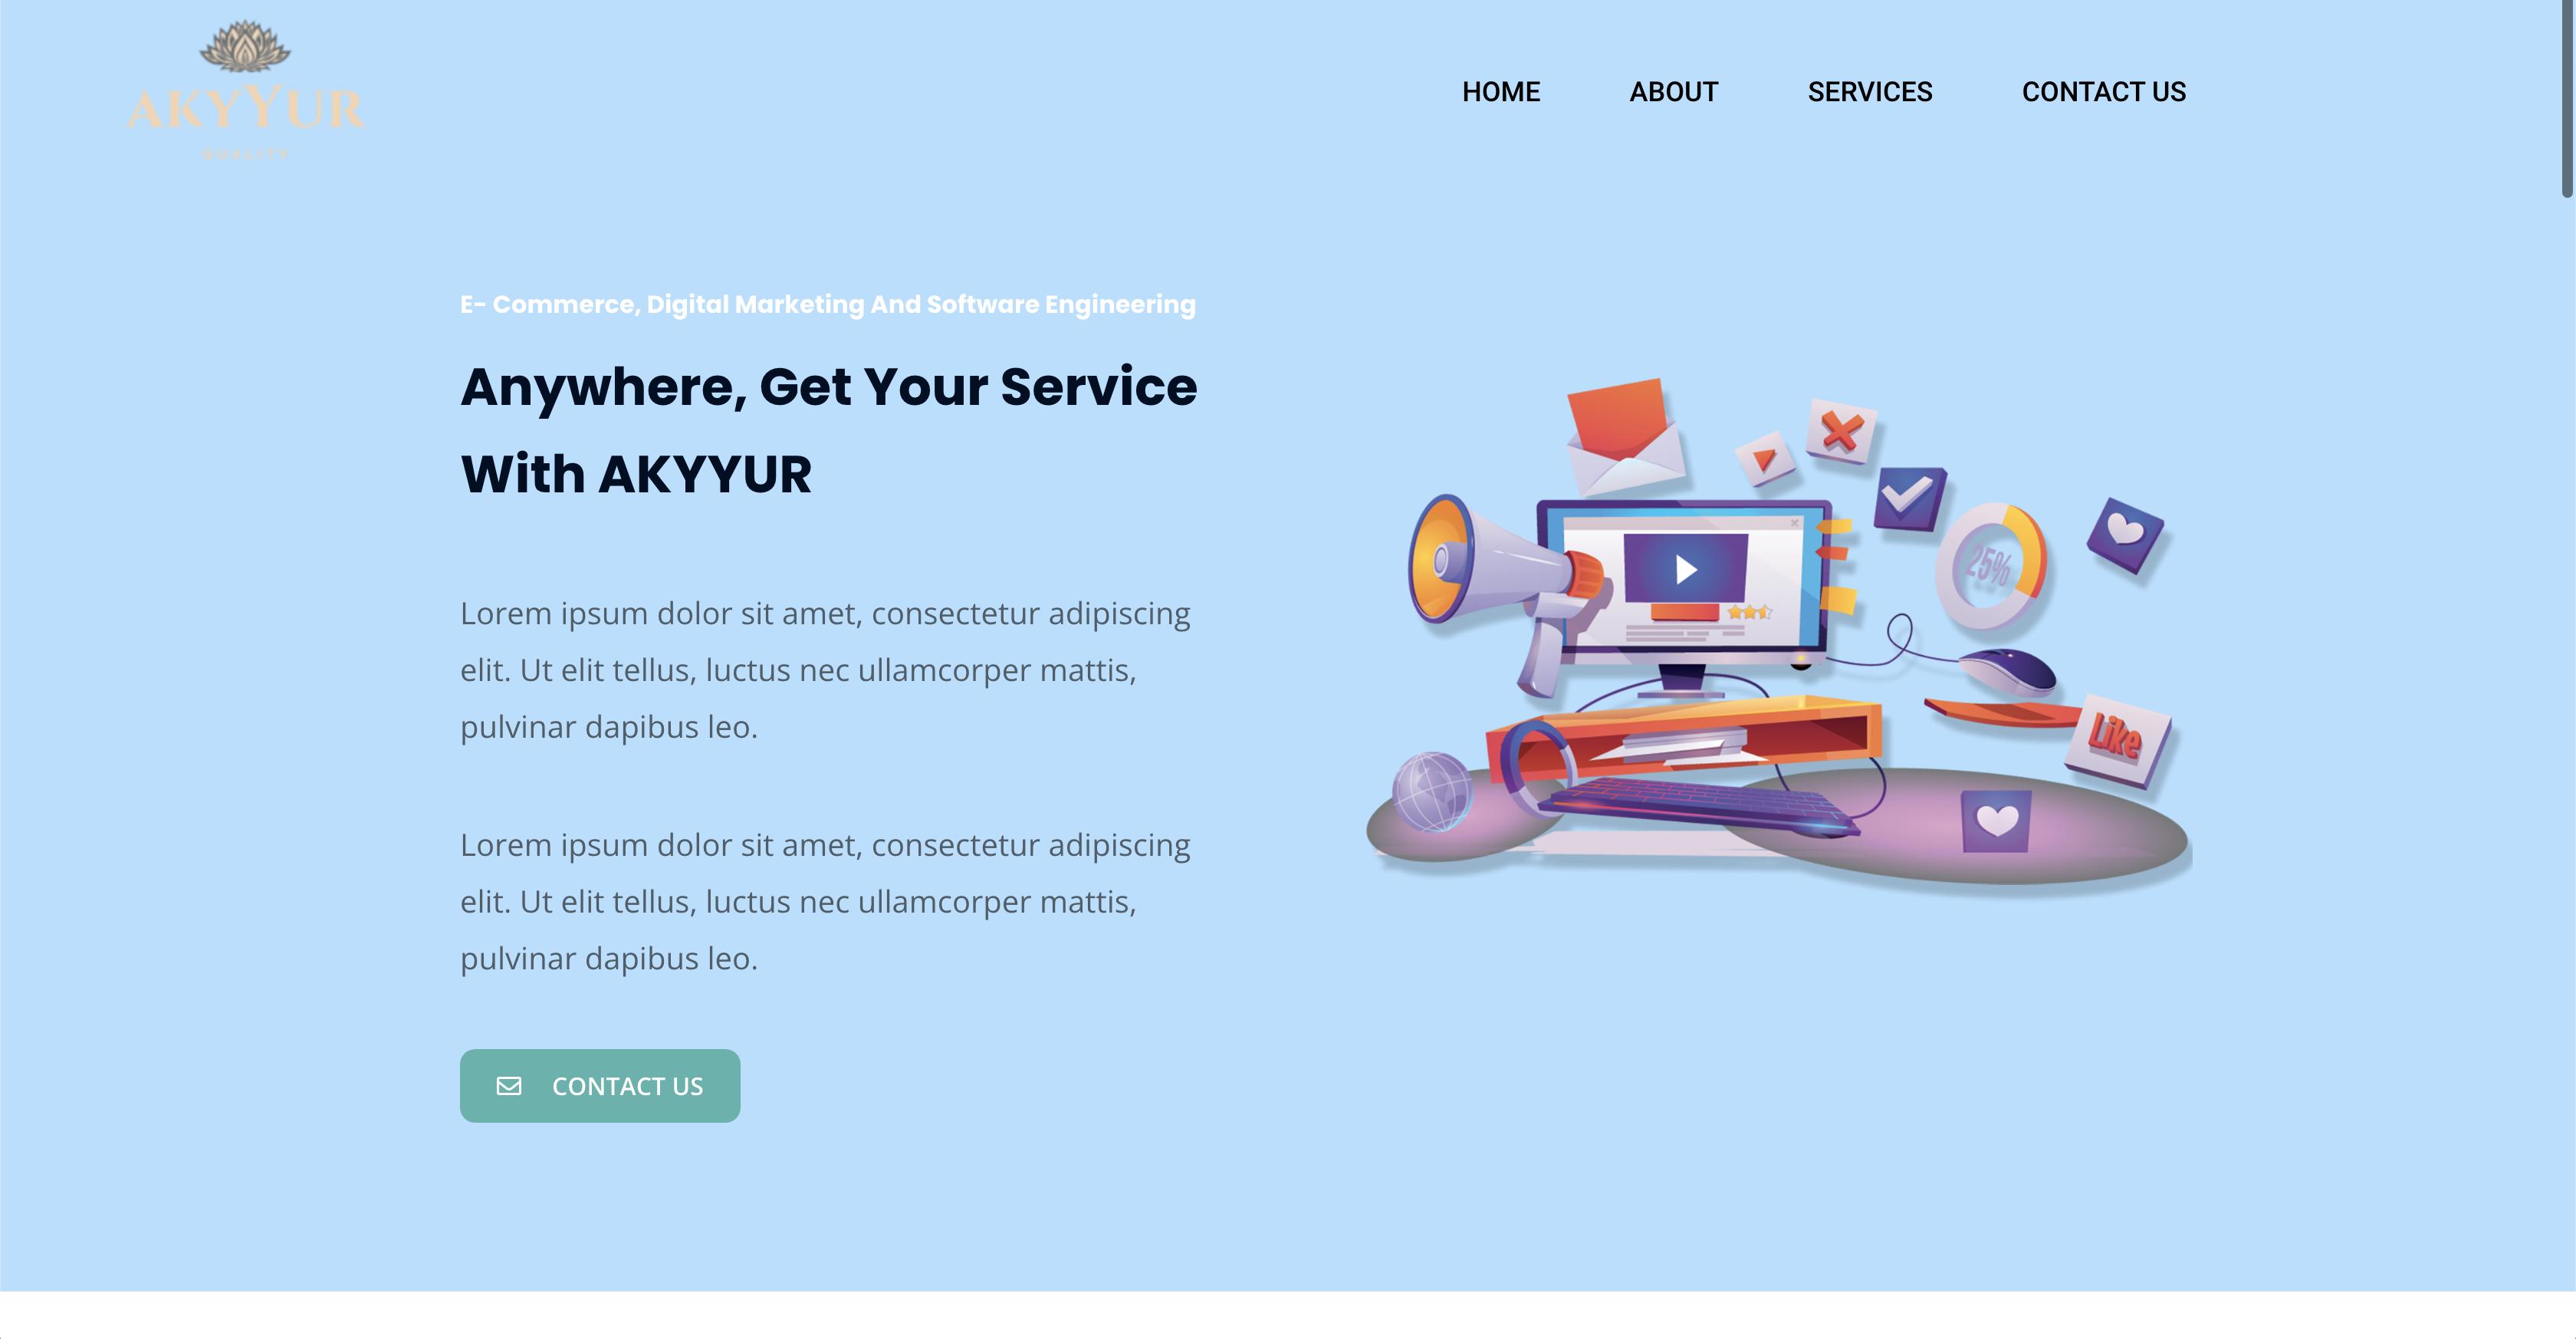 AKYYUR
QUALITY
HOME ABOUT SERVICES CONTACT US
E- Commerce, Digital Marketing And Software Engineering
Anywhere, Get Your Service
With AKYYUR
25%
Like
Lorem ipsum dolor sit amet, consectetur adipiscing
elit. Ut elit tellus, luctus nec ullamcorper mattis,
pulvinar dapibus leo.
Lorem ipsum dolor sit amet, consectetur adipiscing
elit. Ut elit tellus, luctus nec ullamcorper mattis,
pulvinar dapibus leo.
CONTACT US